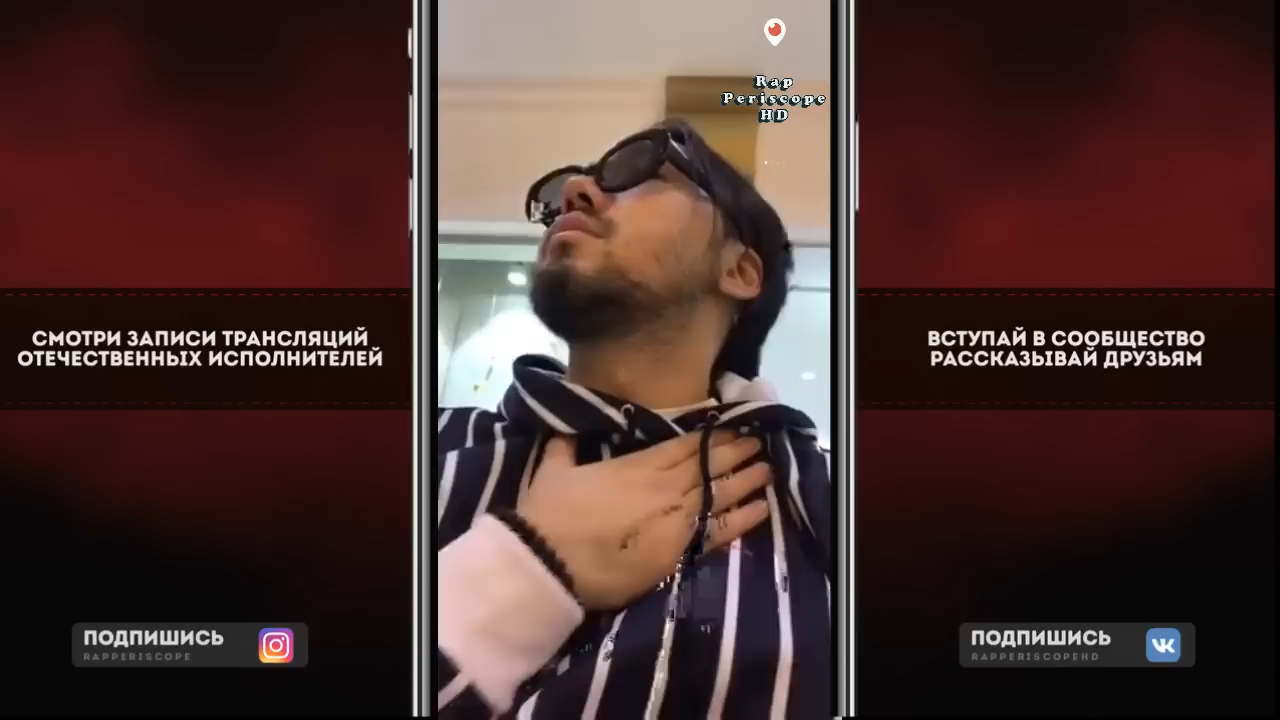 Rap
Periscope
HD
СМОТРИ ЗАПИСИ ТРАНСЛЯЦИЙ
ОТЕЧЕСТВЕННЫХ ИСПОЛНИТЕЛЕЙ
ВСТУПАЙ В СООБЩЕСТВО
РАССКАЗЫВАЙ ДРУЗЬЯМ
ПОДПИШИСЬ
RAPPERISCOPE
ПОДПИШИСЬ
RAPPERISCOPEHD